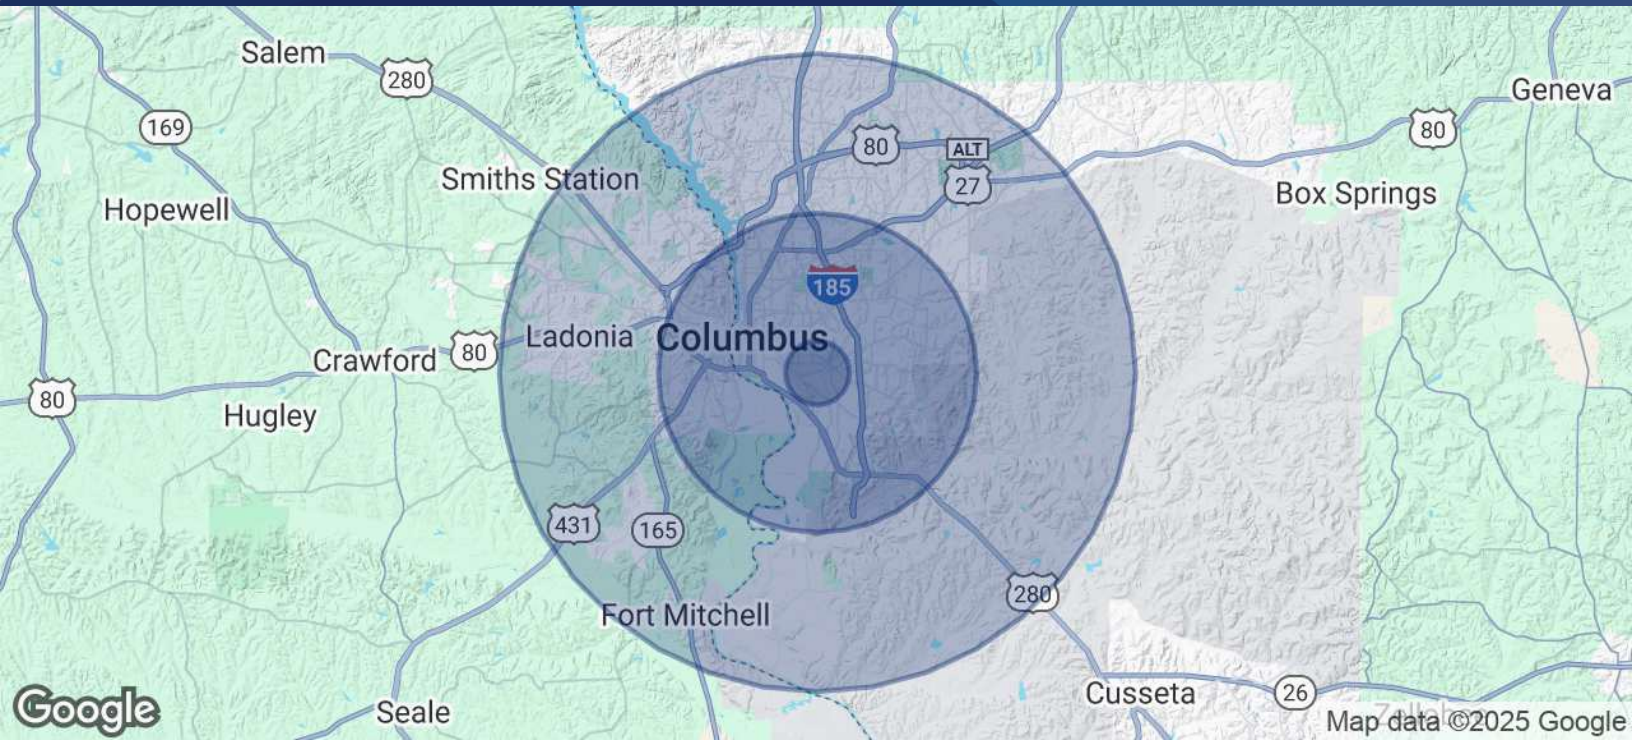 Salem
280
169
Geneva
80
80
ALT
27
Smiths Station
Box Springs
Hopewell
185
Columbus
Ladonia
80
Crawford
80
Hugley
431
165
280
Fort Mitchell
Cusseta
26
Seale
Google
Map data ©2025 Google